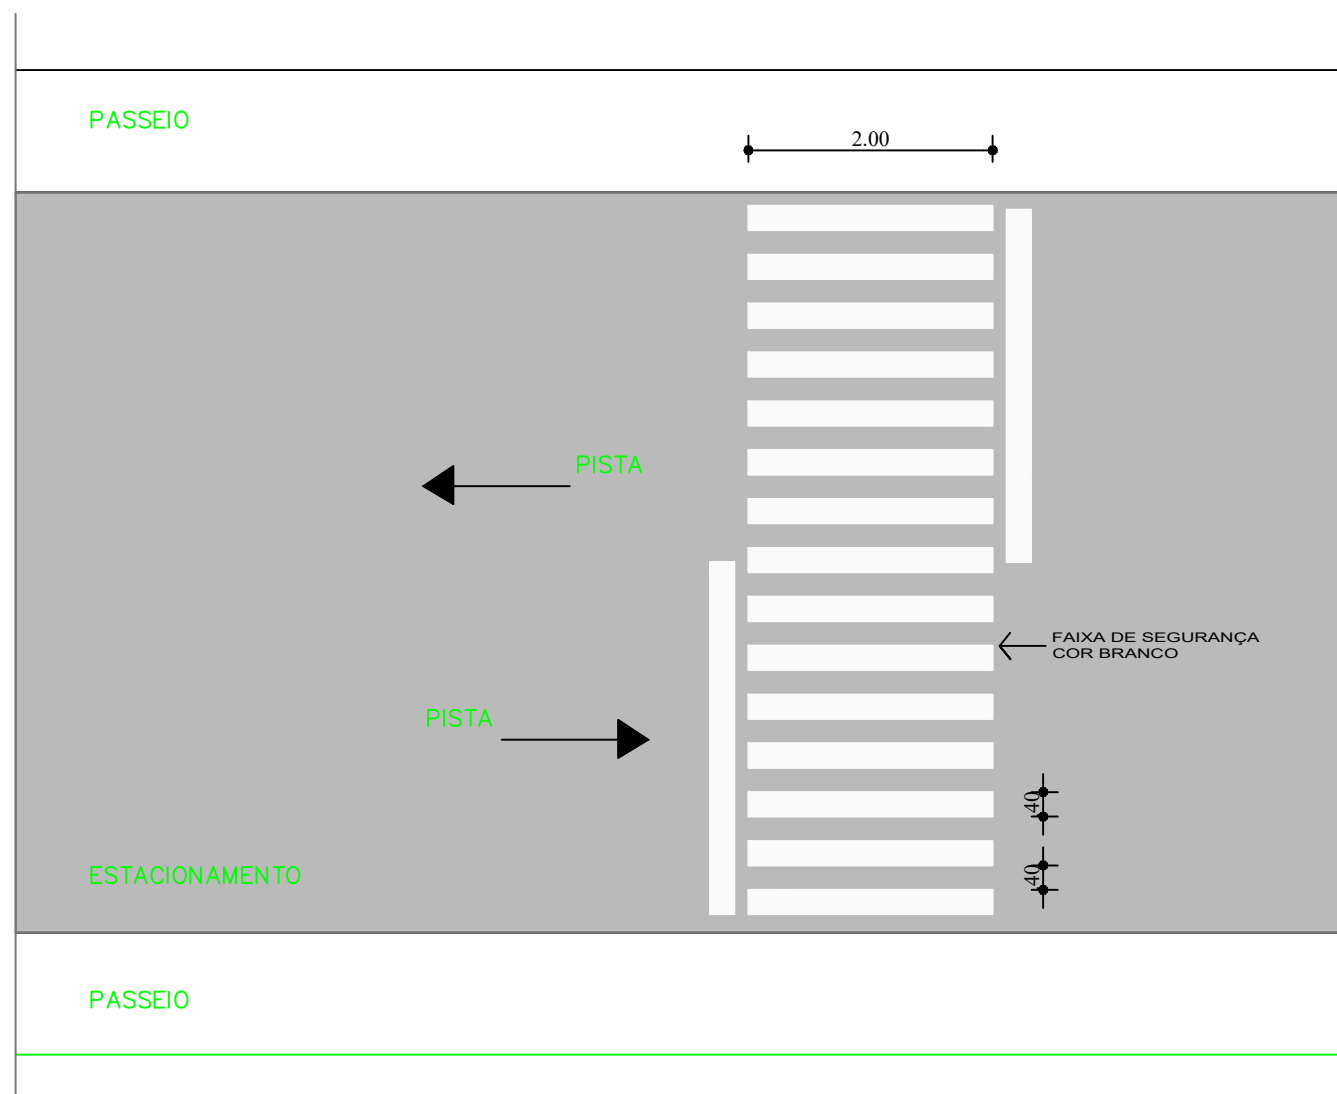 PASSEIO
2.00
PISTA
FAIXA DE SEGURANÇA
COR BRANCO
PISTA
40
40
ESTACIONAMENTO
PASSEIO